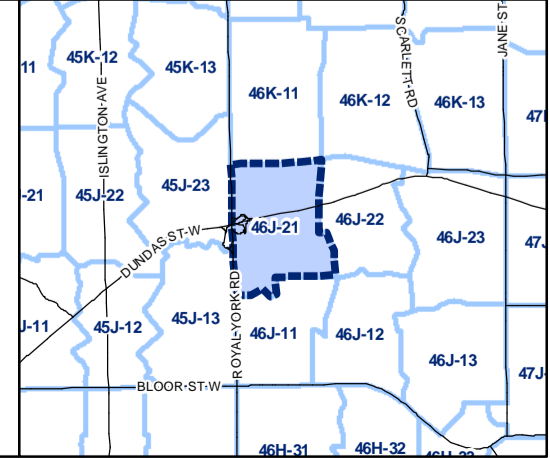 SCARLETT-RD
JANE-ST
45K-12
11
45K-13
ISLINGTON-AVE
46K-11
46K-12
46K-13
-21
45J-22
45J-23
46J-21
46J-22
46J-23
47J
DUNDAS ST-W
ROYAL-YORK-RD
J-11
45J-12
45J-13
46J-11
46J-12
46J-13
47J-
BLOOR-ST-W
46H-31
46H-32